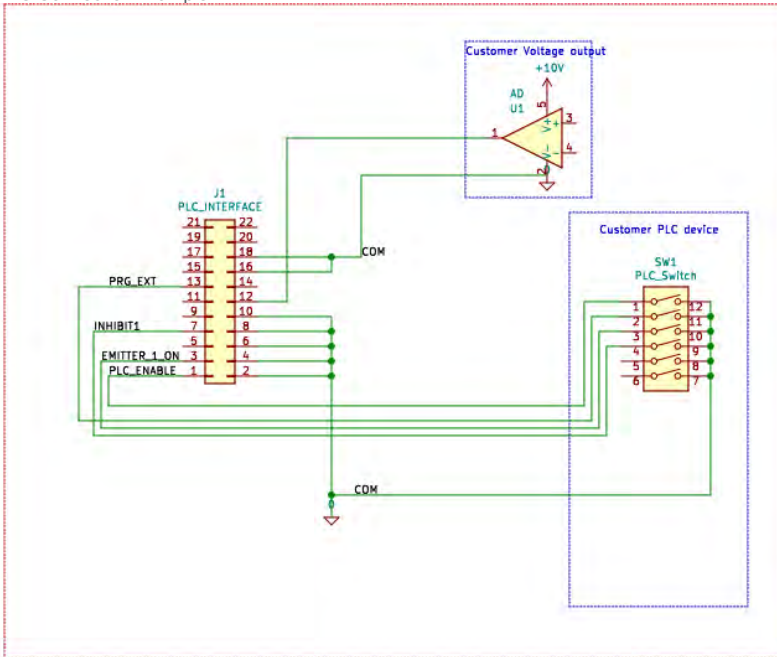 Customer Voltage output
+10V
AD
U1
5
V+
+
3
1
-
4
V-
2
0
J1
PLC_INTERFACE
21 22
19 20
17 18
15 16
13 14
11 12
9 10
7 8
5 6
3 4
1 2
COM
PRG_EXT
INHIBIT1
EMITTER_1_ON
PLC_ENABLE
Customer PLC device
SW1
PLC_Switch
1 12
2 11
3 10
4 9
5 8
6 7
COM
0